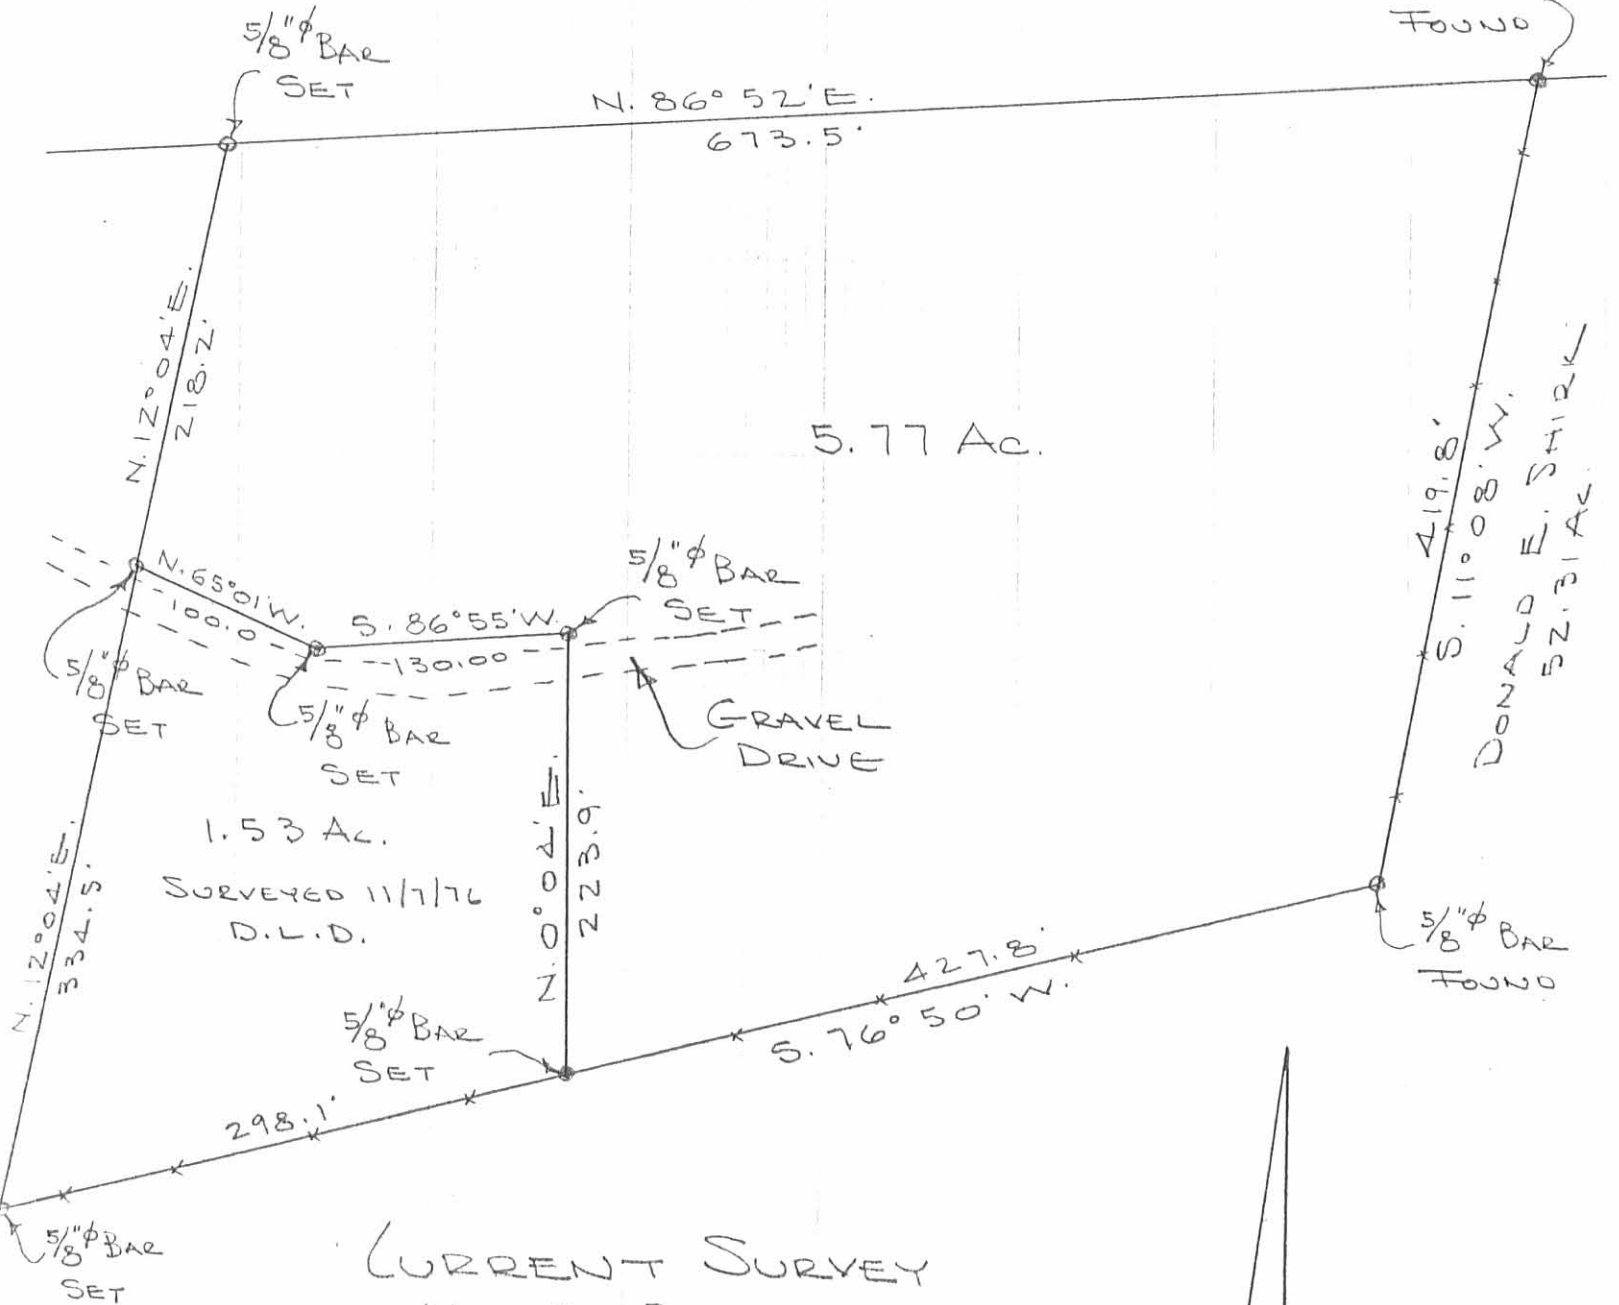 5/8"ϕ BAR
SET
FOUND
N. 86° 52' E.
673.5'
N. 12° 04' E.
218.2'
5.77 AC.
419.8'
S. 11° 08' W.
DONALD E. SHIRK
52.31 AC.
N. 65° 01' W.
100.0
S. 86° 55' W.
130.00
5/8"ϕ BAR
SET
5/8"ϕ BAR
SET
5/8"ϕ BAR
SET
GRAVEL
DRIVE
1.53 AC.
SURVEYED 11/7/76
D.L.D.
N. 0° 04' E.
223.9'
N. 12° 04' E.
334.5'
427.8'
S. 76° 50' W.
5/8"ϕ BAR
FOUND
5/8"ϕ BAR
SET
298.1'
5/8"ϕ BAR
SET
CURRENT SURVEY